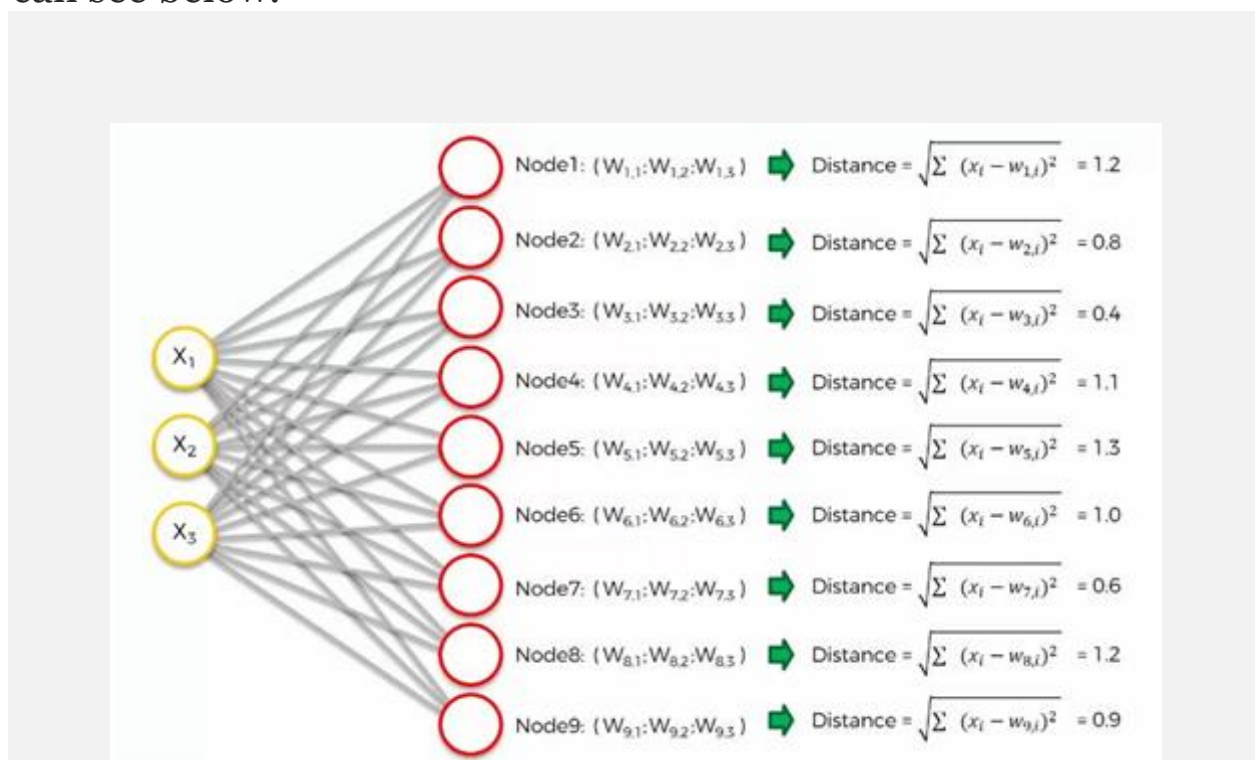 can see below.
Node1: (W₁,₁:W₁,₂:W₁,₃) Distance = √Σ (xᵢ − w₁,ᵢ)² = 1.2
Node2: (W₂,₁:W₂,₂:W₂,₃) Distance = √Σ (xᵢ − w₂,ᵢ)² = 0.8
Node3: (W₃,₁:W₃,₂:W₃,₃) Distance = √Σ (xᵢ − w₃,ᵢ)² = 0.4
X₁
Node4: (W₄,₁:W₄,₂:W₄,₃) Distance = √Σ (xᵢ − w₄,ᵢ)² = 1.1
X₂
Node5: (W₅,₁:W₅,₂:W₅,₃) Distance = √Σ (xᵢ − w₅,ᵢ)² = 1.3
Node6: (W₆,₁:W₆,₂:W₆,₃) Distance = √Σ (xᵢ − w₆,ᵢ)² = 1.0
X₃
Node7: (W₇,₁:W₇,₂:W₇,₃) Distance = √Σ (xᵢ − w₇,ᵢ)² = 0.6
Node8: (W₈,₁:W₈,₂:W₈,₃) Distance = √Σ (xᵢ − w₈,ᵢ)² = 1.2
Node9: (W₉,₁:W₉,₂:W₉,₃) Distance = √Σ (xᵢ − w₉,ᵢ)² = 0.9